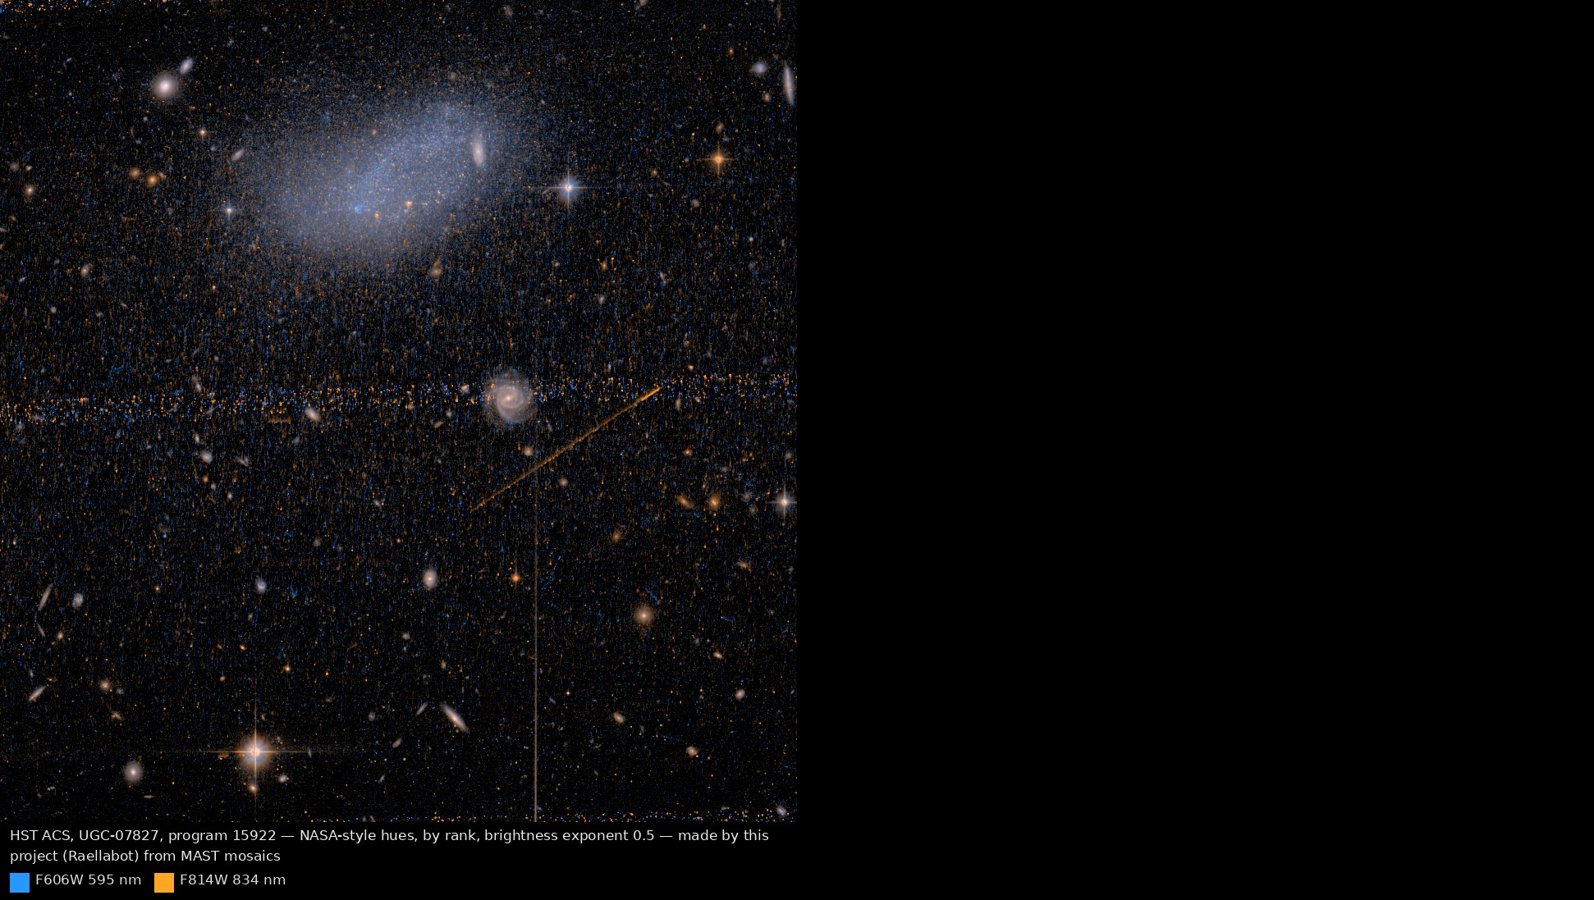 HST ACS, UGC-07827, program 15922 — NASA-style hues, by rank, brightness exponent 0.5 — made by this
project (Raellabot) from MAST mosaics
F606W 595 nm F814W 834 nm